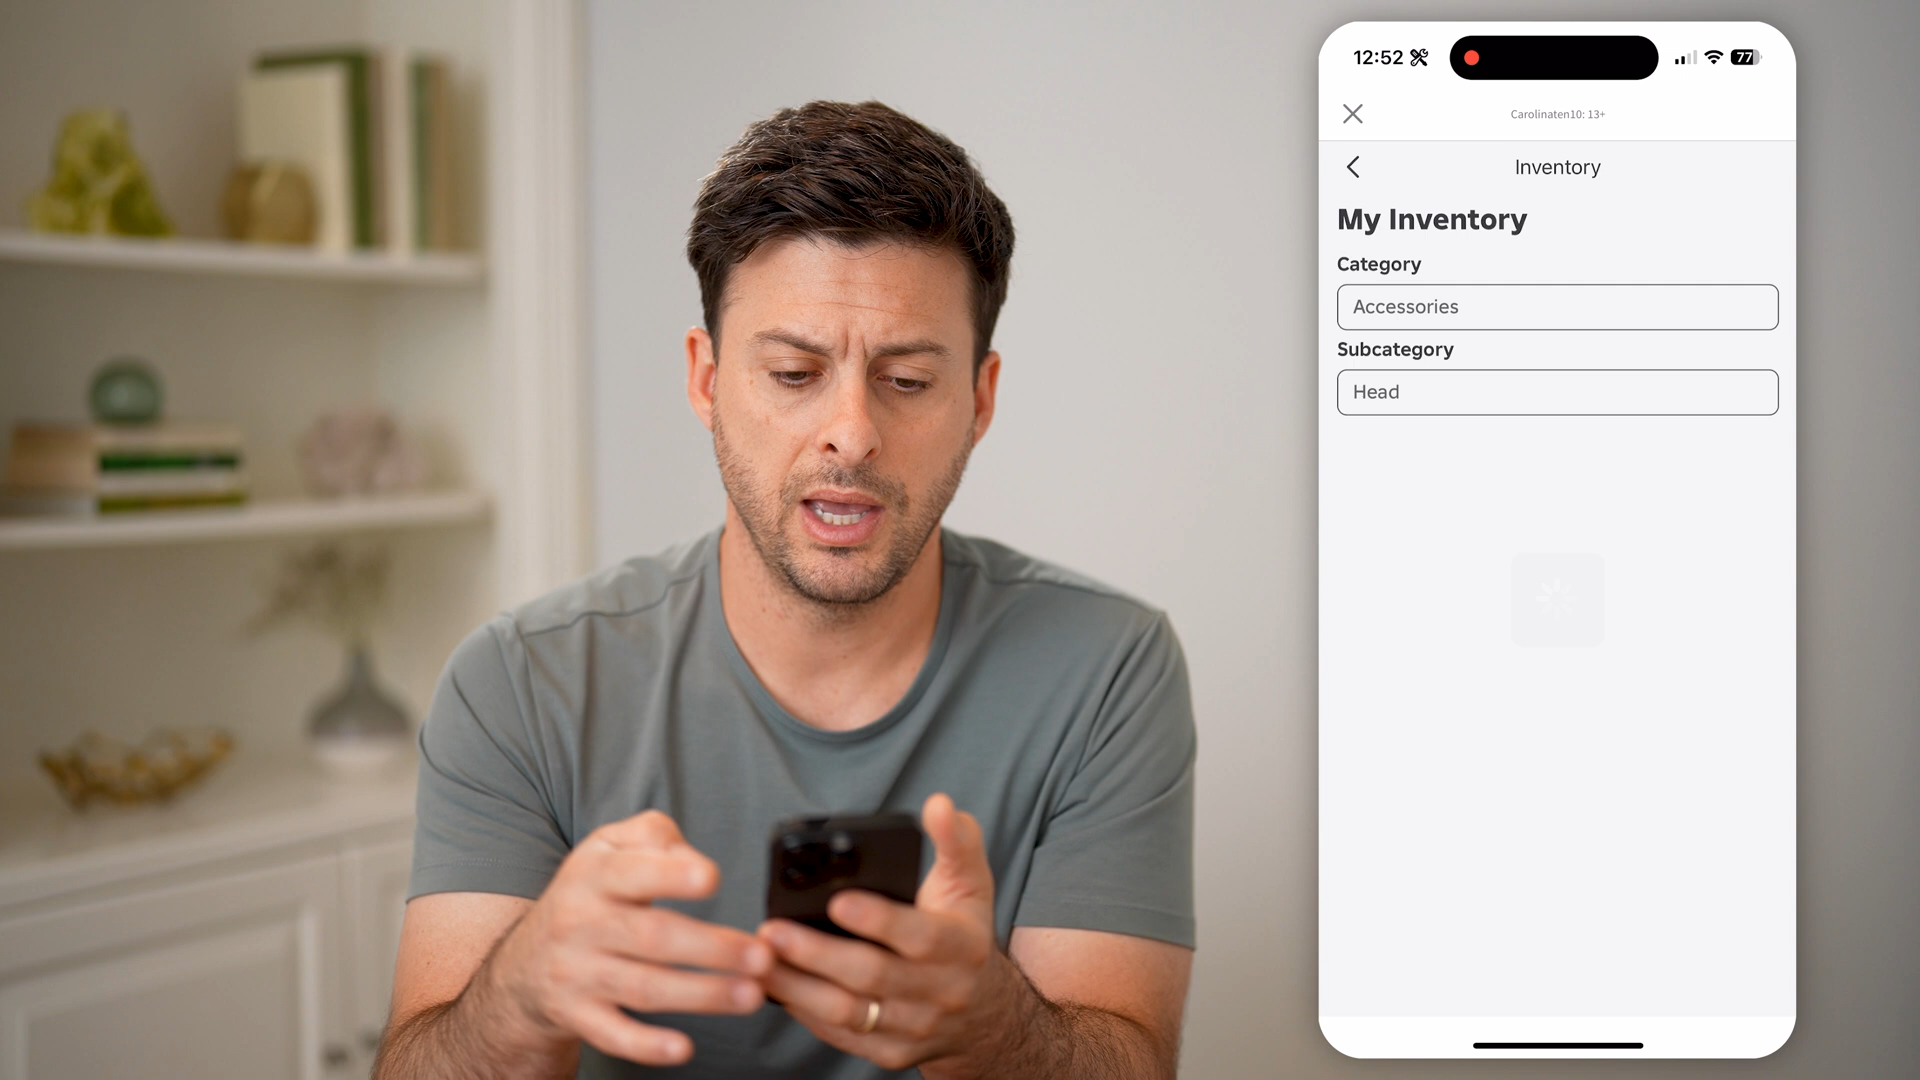 12:52
77
Carolinaten10: 13+
Inventory
My Inventory
Category
Accessories
Subcategory
Head